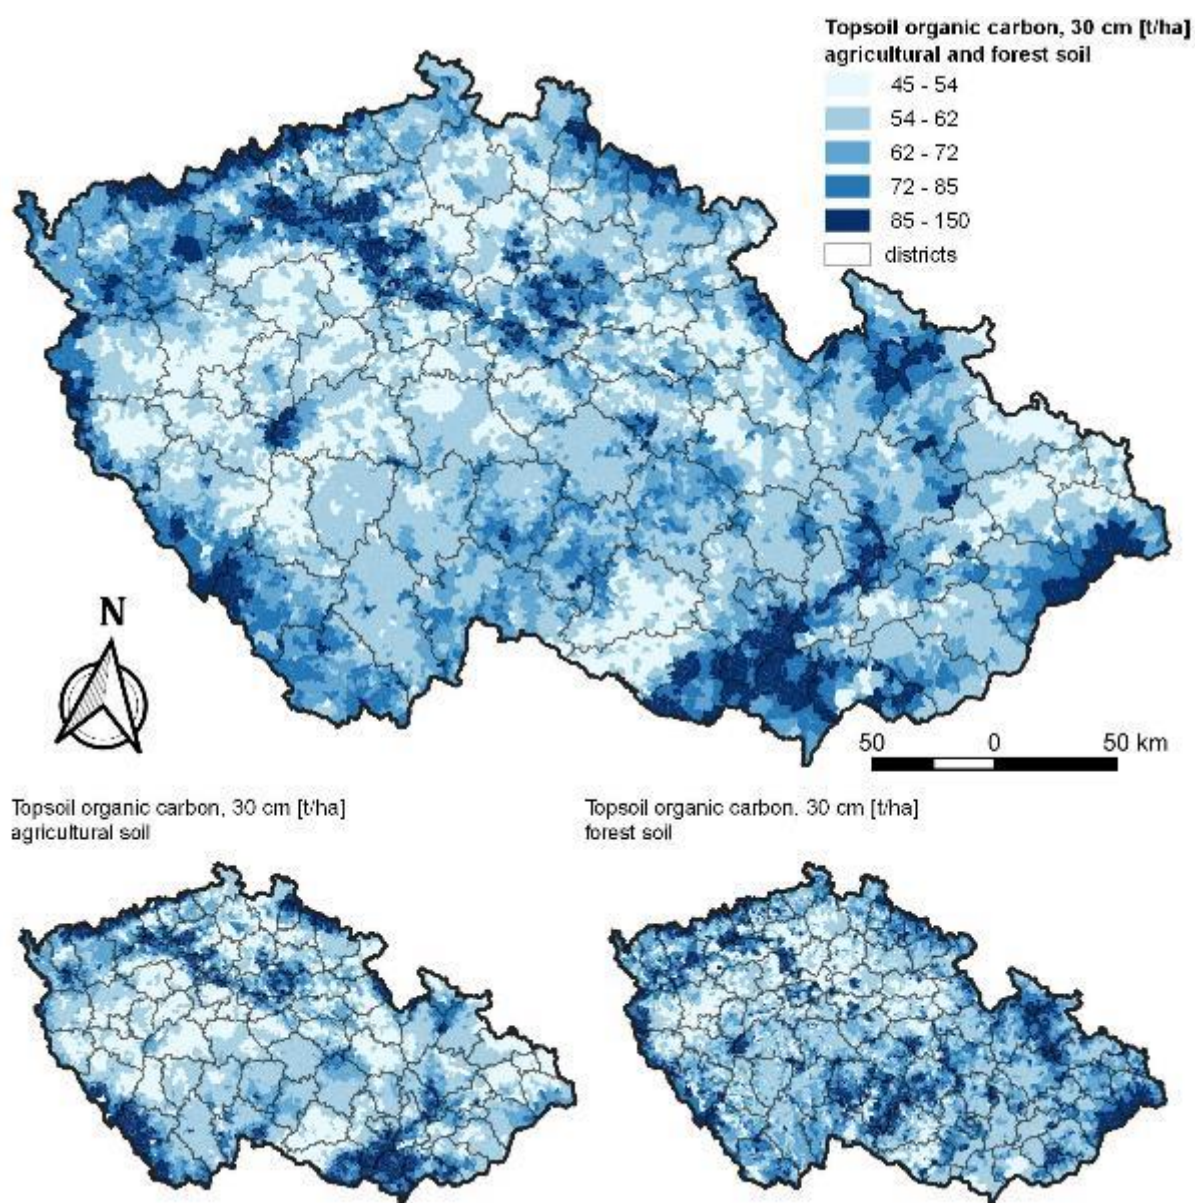 Topsoil organic carbon, 30 cm [t/ha]
agricultural and forest soil
45 - 54
54 - 62
62 - 72
72 - 85
85 - 150
districts
N
50 0 50 km
Topsoil organic carbon, 30 cm [t/ha]
agricultural soil
Topsoil organic carbon. 30 cm [t/ha]
forest soil